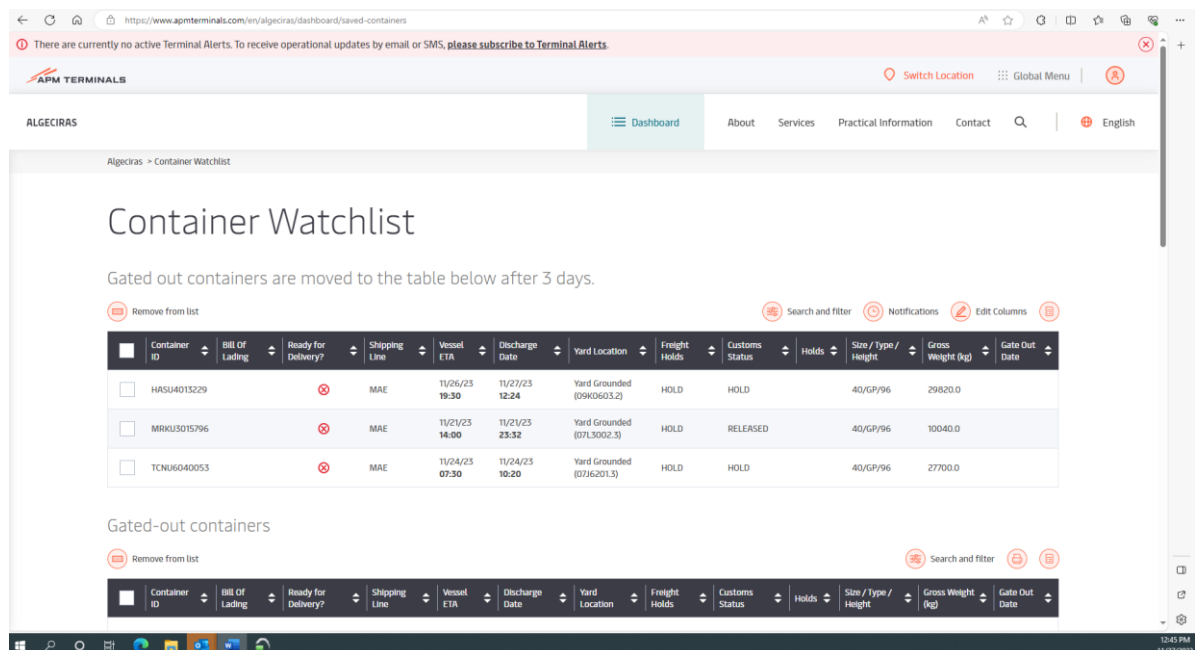 https://www.apmterminals.com/en/algeciras/dashboard/saved-containers
There are currently no active Terminal Alerts. To receive operational updates by email or SMS, please subscribe to Terminal Alerts.
APM TERMINALS
Switch Location
Global Menu
ALGECIRAS
Dashboard
About
Services
Practical Information
Contact
English
Algeciras > Container Watchlist
Container Watchlist
Gated out containers are moved to the table below after 3 days.
Remove from list
Search and filter
Notifications
Edit Columns
Container ID Bill Of Lading Ready for Delivery? Shipping Line Vessel ETA Discharge Date Yard Location Freight Holds Customs Status Holds Size / Type / Height Gross Weight (kg) Gate Out Date
HASU4013229 MAE 11/26/23 19:30 11/27/23 12:24 Yard Grounded (09K0603.2) HOLD HOLD 40/GP/96 29820.0
MRKU3015796 MAE 11/21/23 14:00 11/21/23 23:32 Yard Grounded (07L3002.3) HOLD RELEASED 40/GP/96 10040.0
TCNU6040053 MAE 11/24/23 07:30 11/24/23 10:20 Yard Grounded (07J6201.3) HOLD HOLD 40/GP/96 27700.0
Gated-out containers
Remove from list
Search and filter
Container ID Bill Of Lading Ready for Delivery? Shipping Line Vessel ETA Discharge Date Yard Location Freight Holds Customs Status Holds Size / Type / Height Gross Weight (kg) Gate Out Date
12:45 PM